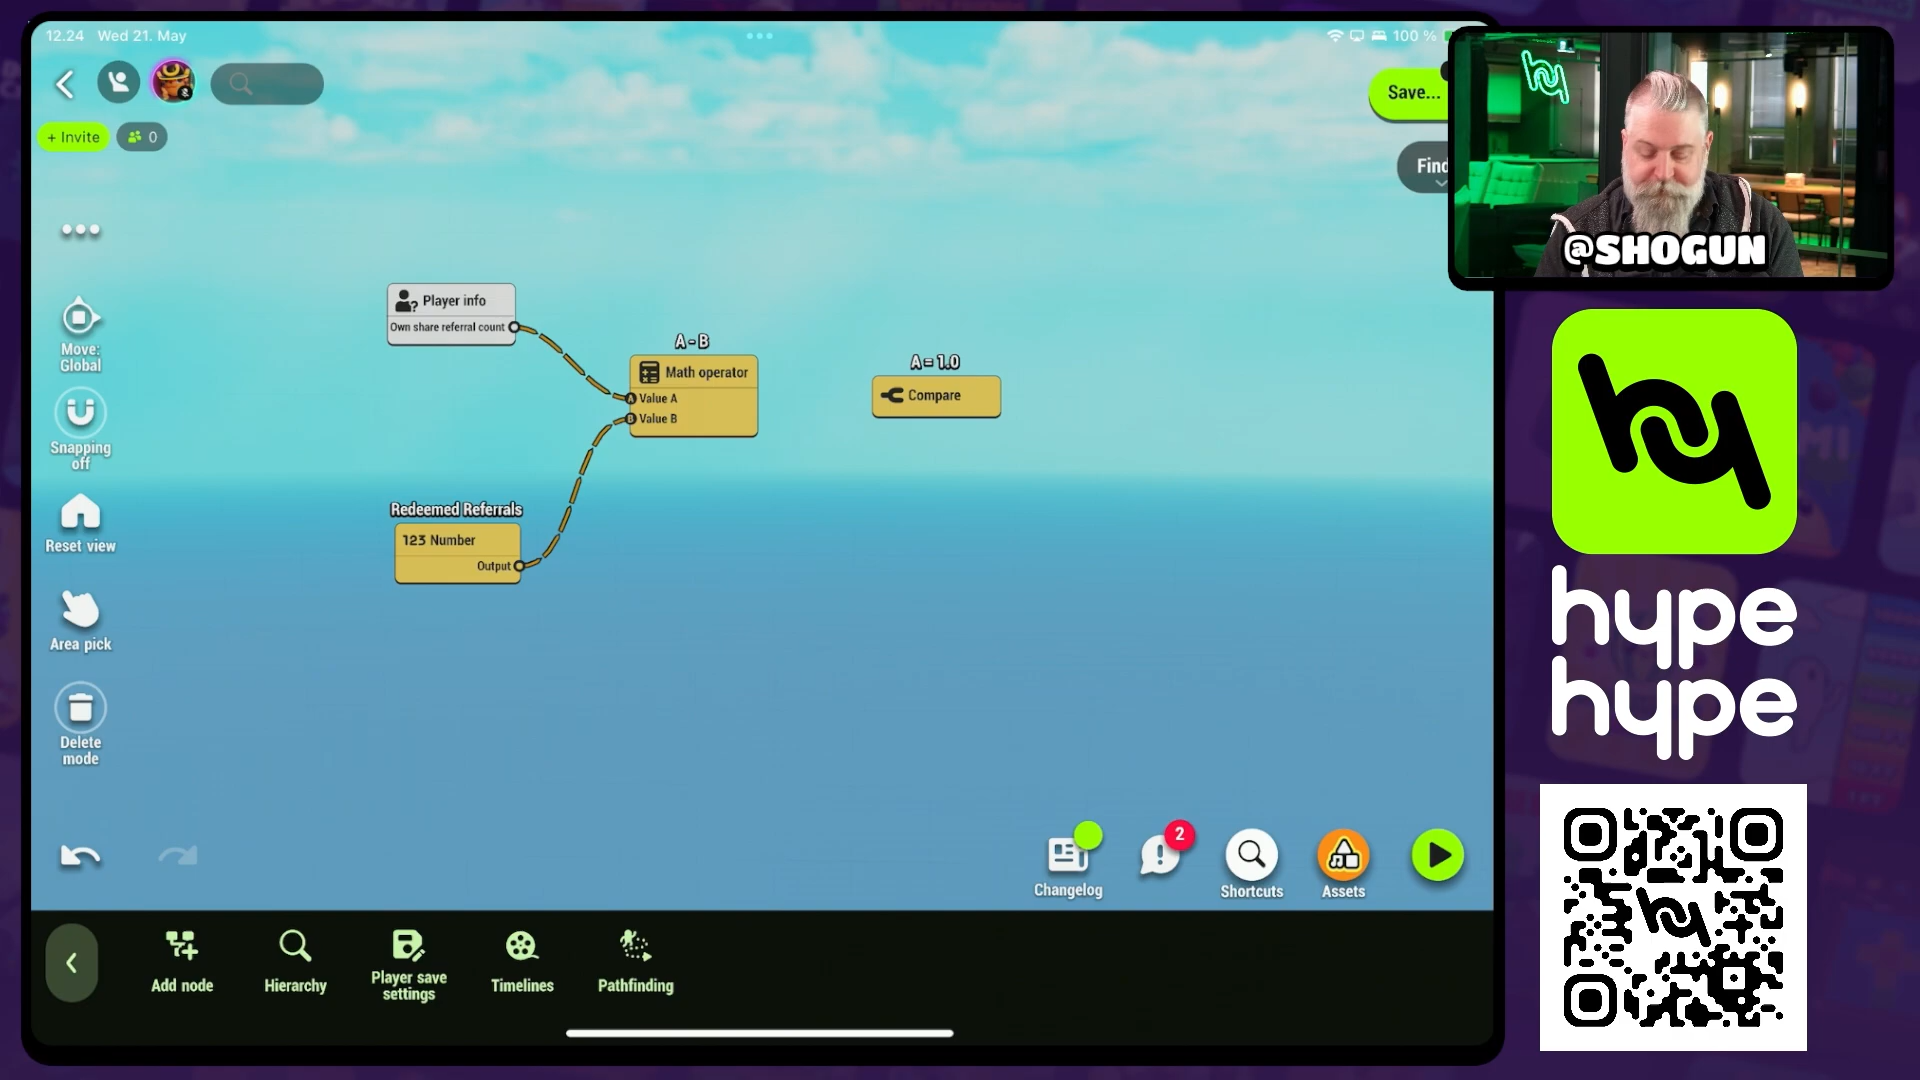 12.24 Wed 21. May
100 %
Save...
+ Invite
0
Find
@SHOGUN
Move:
Global
Snapping
off
Reset view
Area pick
Delete
mode
Player info
Own share referral count
A - B
Math operator
A Value A
B Value B
A = 1.0
Compare
Redeemed Referrals
123 Number
Output
hype
hype
2
Changelog
Shortcuts
Assets
Add node
Hierarchy
Player save
settings
Timelines
Pathfinding